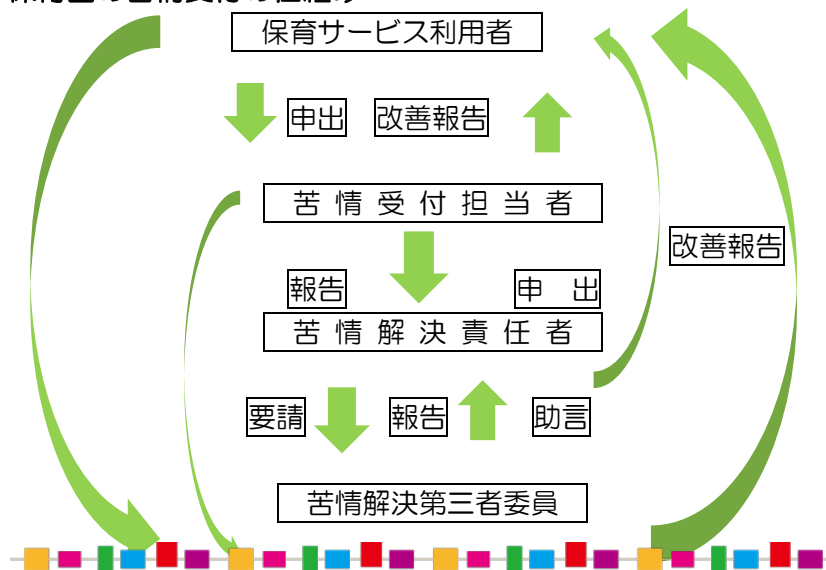 保育サービス利用者
申出 改善報告
苦情受付担当者
改善報告
報告 申 出
苦情解決責任者
要請 報告 助言
苦情解決第三者委員